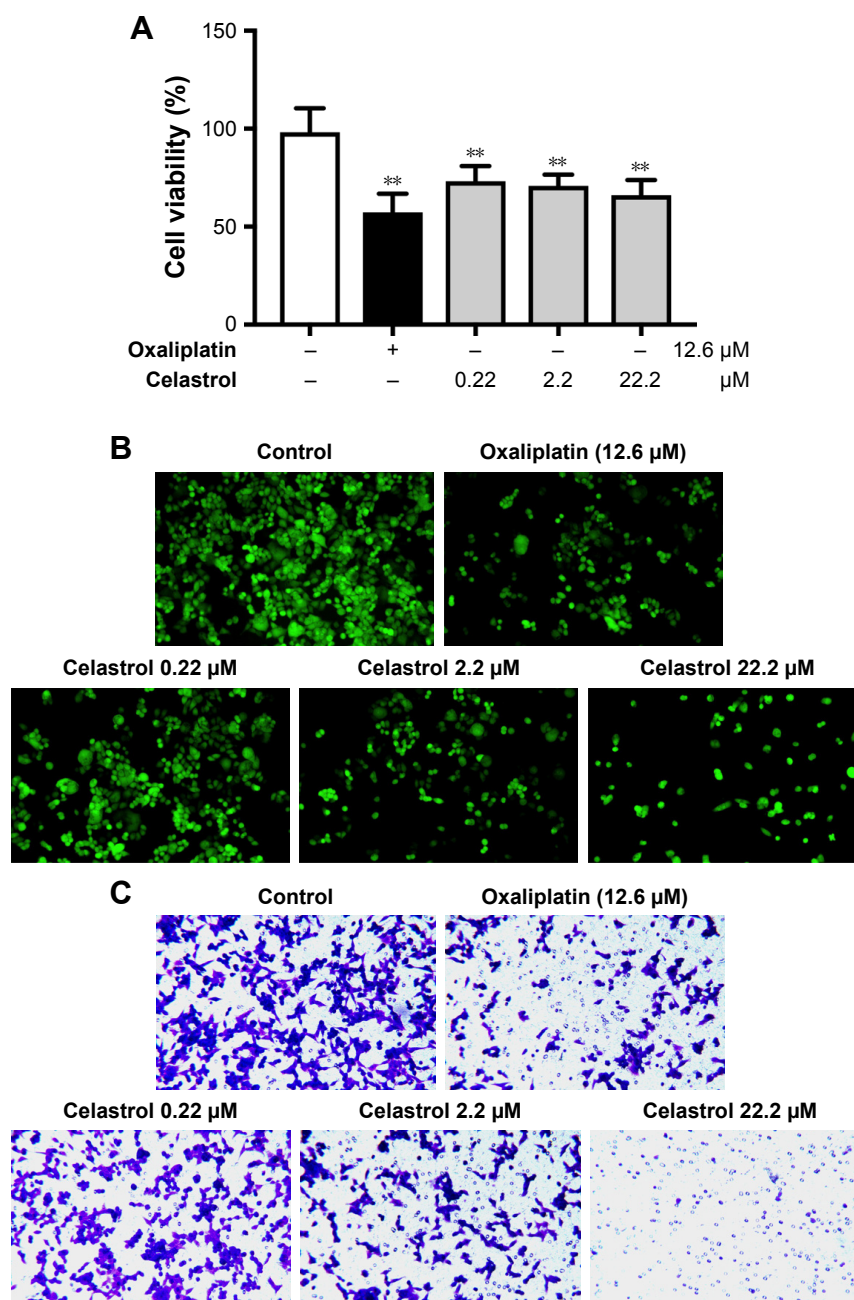 A
150
100
50
0
Cell viability (%)
**
**
**
**
Oxaliplatin – + – – – 12.6 µM
Celastrol – – 0.22 2.2 22.2 µM
B
Control Oxaliplatin (12.6 µM)
Celastrol 0.22 µM Celastrol 2.2 µM Celastrol 22.2 µM
C
Control Oxaliplatin (12.6 µM)
Celastrol 0.22 µM Celastrol 2.2 µM Celastrol 22.2 µM